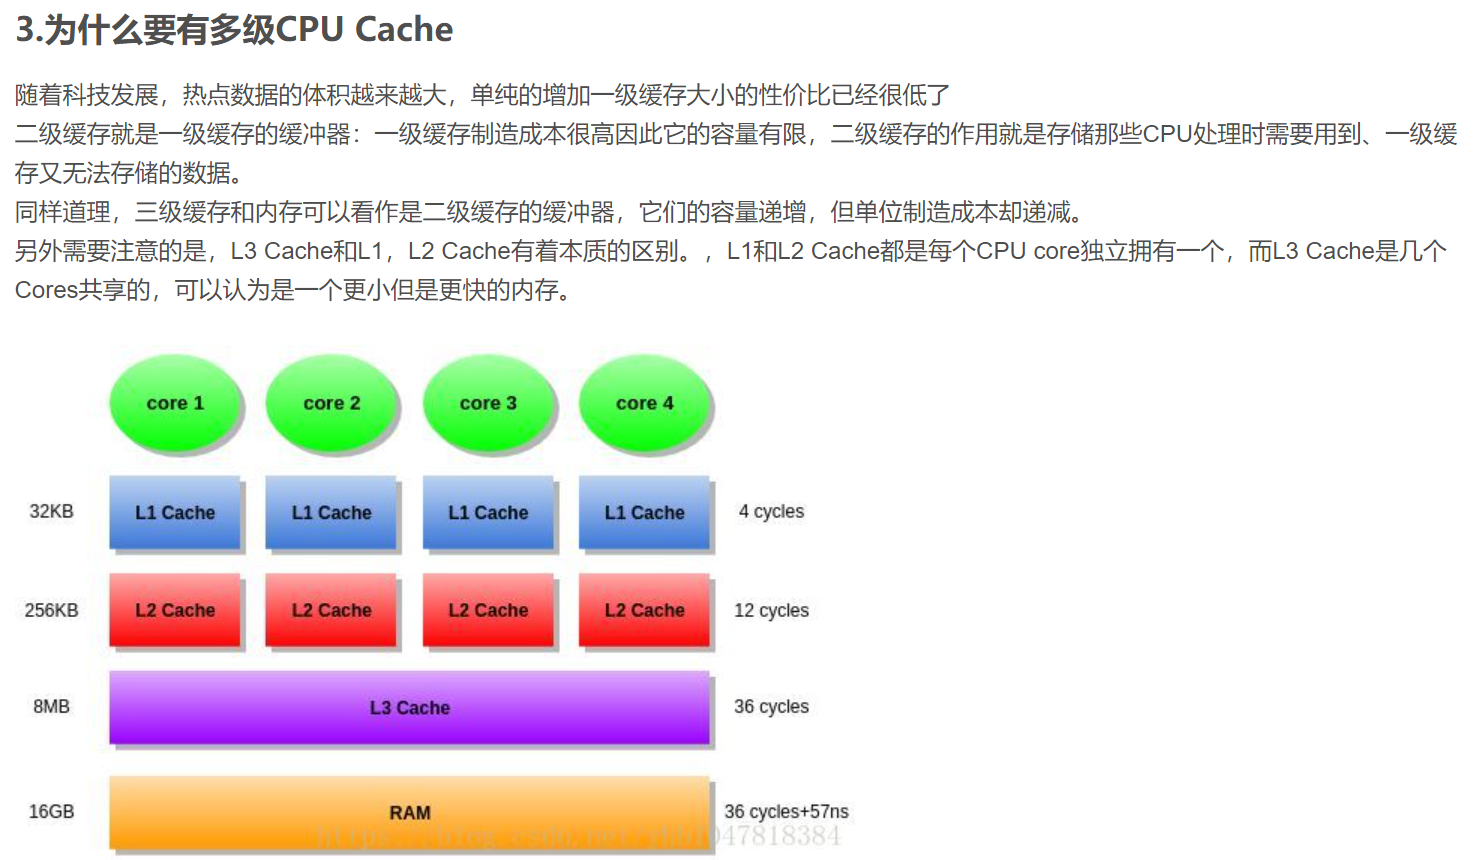 3.为什么要有多级CPU Cache
随着科技发展，热点数据的体积越来越大，单纯的增加一级缓存大小的性价比已经很低了
二级缓存就是一级缓存的缓冲器：一级缓存制造成本很高因此它的容量有限，二级缓存的作用就是存储那些CPU处理时需要用到、一级缓
存又无法存储的数据。
同样道理，三级缓存和内存可以看作是二级缓存的缓冲器，它们的容量递增，但单位制造成本却递减。
另外需要注意的是，L3 Cache和L1，L2 Cache有着本质的区别。，L1和L2 Cache都是每个CPU core独立拥有一个，而L3 Cache是几个
Cores共享的，可以认为是一个更小但是更快的内存。
core 1 core 2 core 3 core 4
32KB L1 Cache L1 Cache L1 Cache L1 Cache 4 cycles
256KB L2 Cache L2 Cache L2 Cache L2 Cache 12 cycles
8MB L3 Cache 36 cycles
16GB RAM 36 cycles+57ns